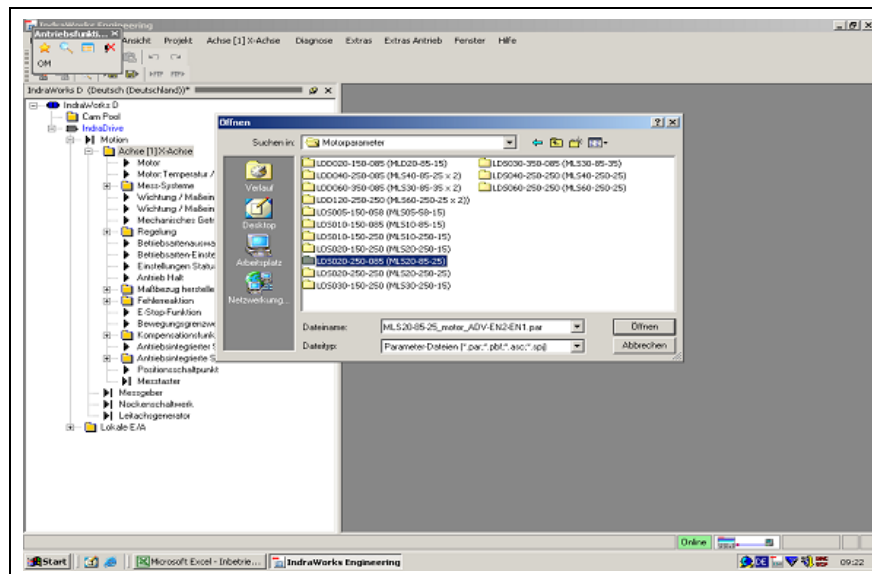 IndraWorks Engineering
Antriebsfunkti...
Ansicht Projekt Achse [1] X-Achse Diagnose Extras Extras Antrieb Fenster Hilfe
OM
IndraWorks D (Deutsch (Deutschland))*
IndraWorks D
Cam Pool
IndraDrive
Motion
Achse [1] X-Achse
Motor
Motor: Temperatur /
Mess-Systeme
Wichtung / Maßein
Wichtung / Maßein
Mechanisches Getr
Regelung
Betriebsartenauswa
Betriebsarten-Einste
Einstellungen Statu
Antrieb Halt
Maßbezug herstelle
Fehlerreaktion
E-Stop-Funktion
Bewegungsgrenzwe
Kompensationsfunk
Antriebsintegrierter S
Antriebsintegrierte S
Positionsschaltpunkt
Messtaster
Messgeber
Nockenschaltwerk
Leitachsgenerator
Lokale E/A
Öffnen
Suchen in: Motorparameter
Verlauf
Desktop
Arbeitsplatz
Netzwerkumg...
LDD020-150-085 (MLD20-85-15)
LDD040-250-085 (MLS40-85-25 x 2)
LDD060-350-085 (MLS30-85-35 x 2)
LDD120-250-250 (MLS60-250-25 x 2))
LDS005-150-058 (MLS05-58-15)
LDS010-150-085 (MLS10-85-15)
LDS010-150-250 (MLS10-250-15)
LDS020-150-250 (MLS20-250-15)
LDS020-250-085 (MLS20-85-25)
LDS020-250-250 (MLS20-250-25)
LDS030-150-250 (MLS30-250-15)
LDS030-350-085 (MLS30-85-35)
LDS040-250-250 (MLS40-250-25)
LDS060-250-250 (MLS60-250-25)
Dateiname: MLS20-85-25_motor_ADV-EN2-EN1.par Öffnen
Dateityp: Parameter-Dateien (*.par;*.pbf;*.asc;*.spj) Abbrechen
Online
Start Microsoft Excel - Inbetrie... IndraWorks Engineering DE 09:22